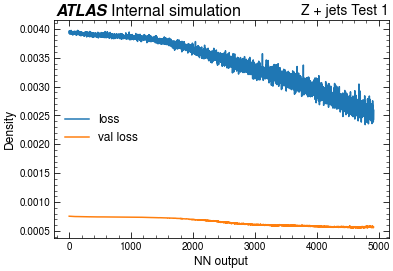 ATLAS Internal simulation
Z + jets Test 1
0.0040
0.0035
0.0030
0.0025
0.0020
0.0015
0.0010
0.0005
Density
loss
val loss
0
1000
2000
3000
4000
5000
NN output